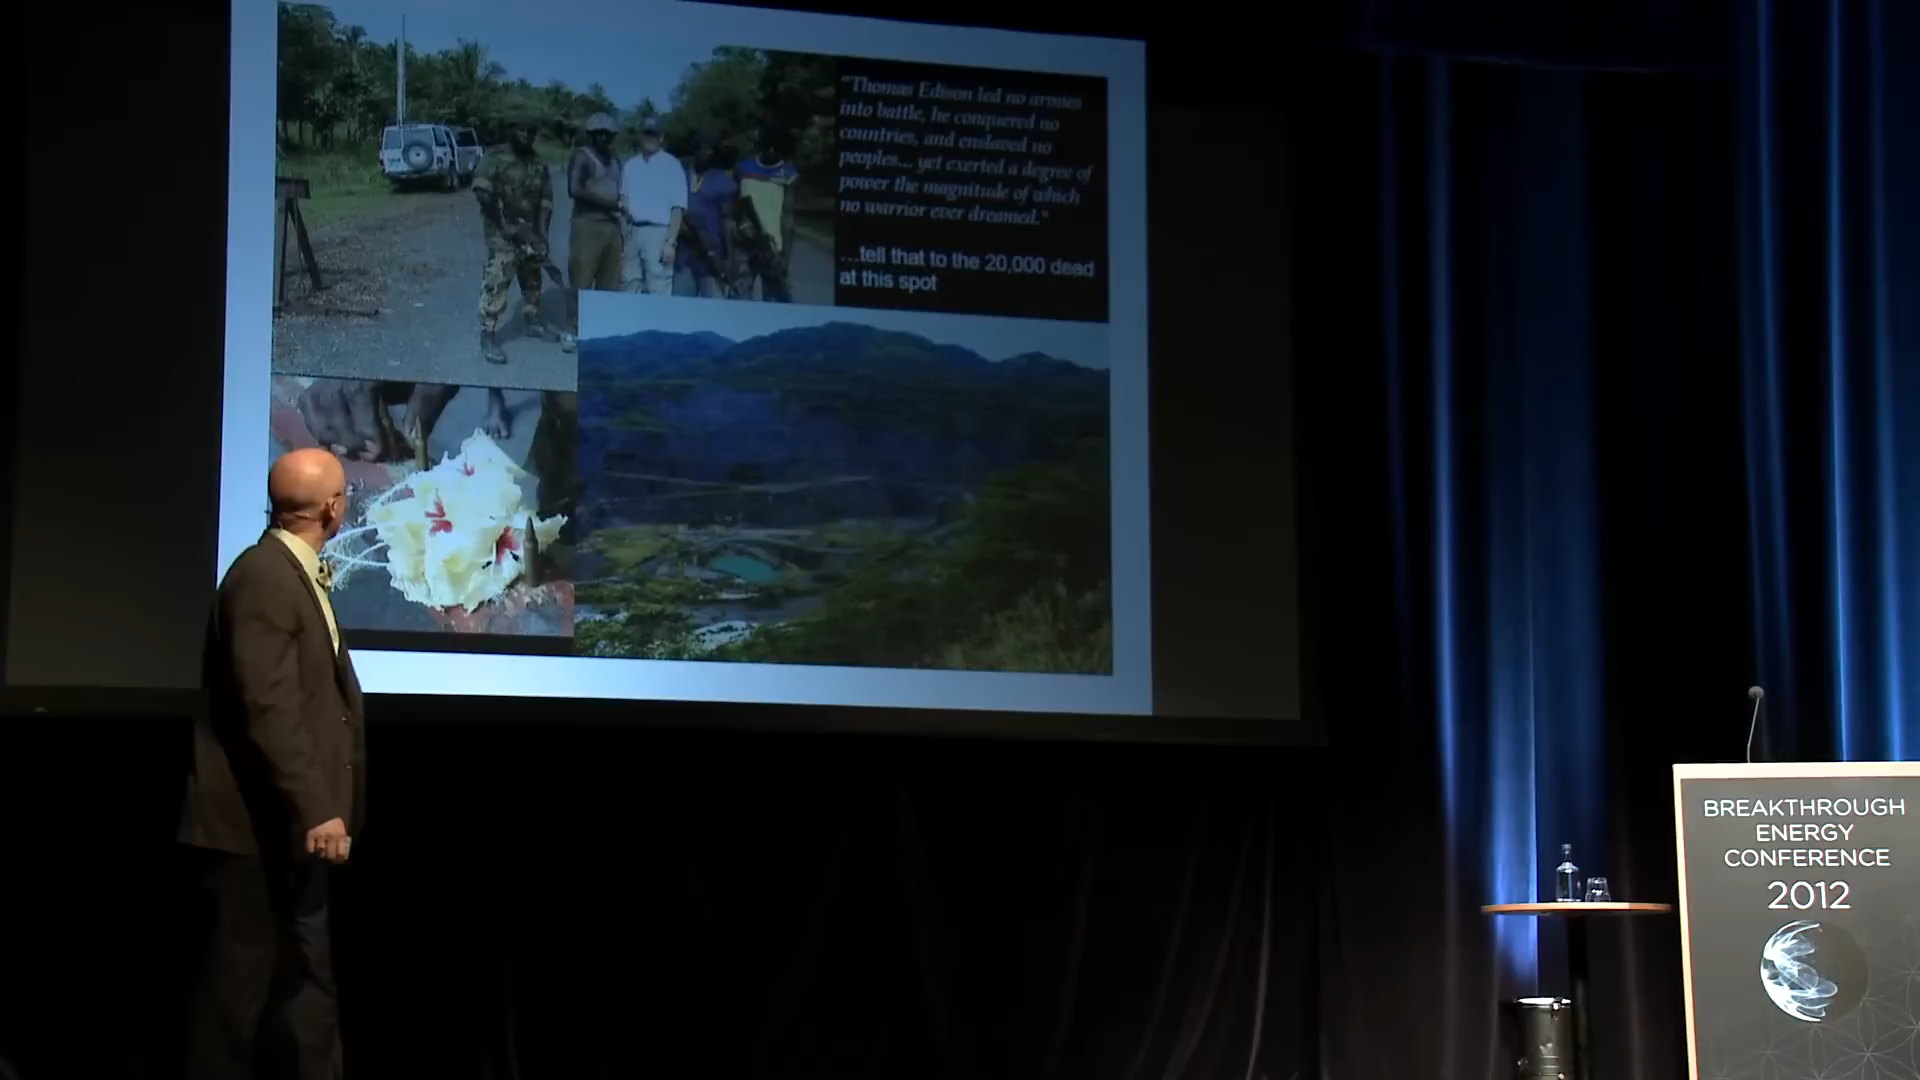 "Thomas Edison led no armies
into battle, he conquered no
countries, and enslaved no
peoples... yet exerted a degree of
power the magnitude of which
no warrior ever dreamed."
...tell that to the 20,000 dead
at this spot
BREAKTHROUGH
ENERGY
CONFERENCE
2012